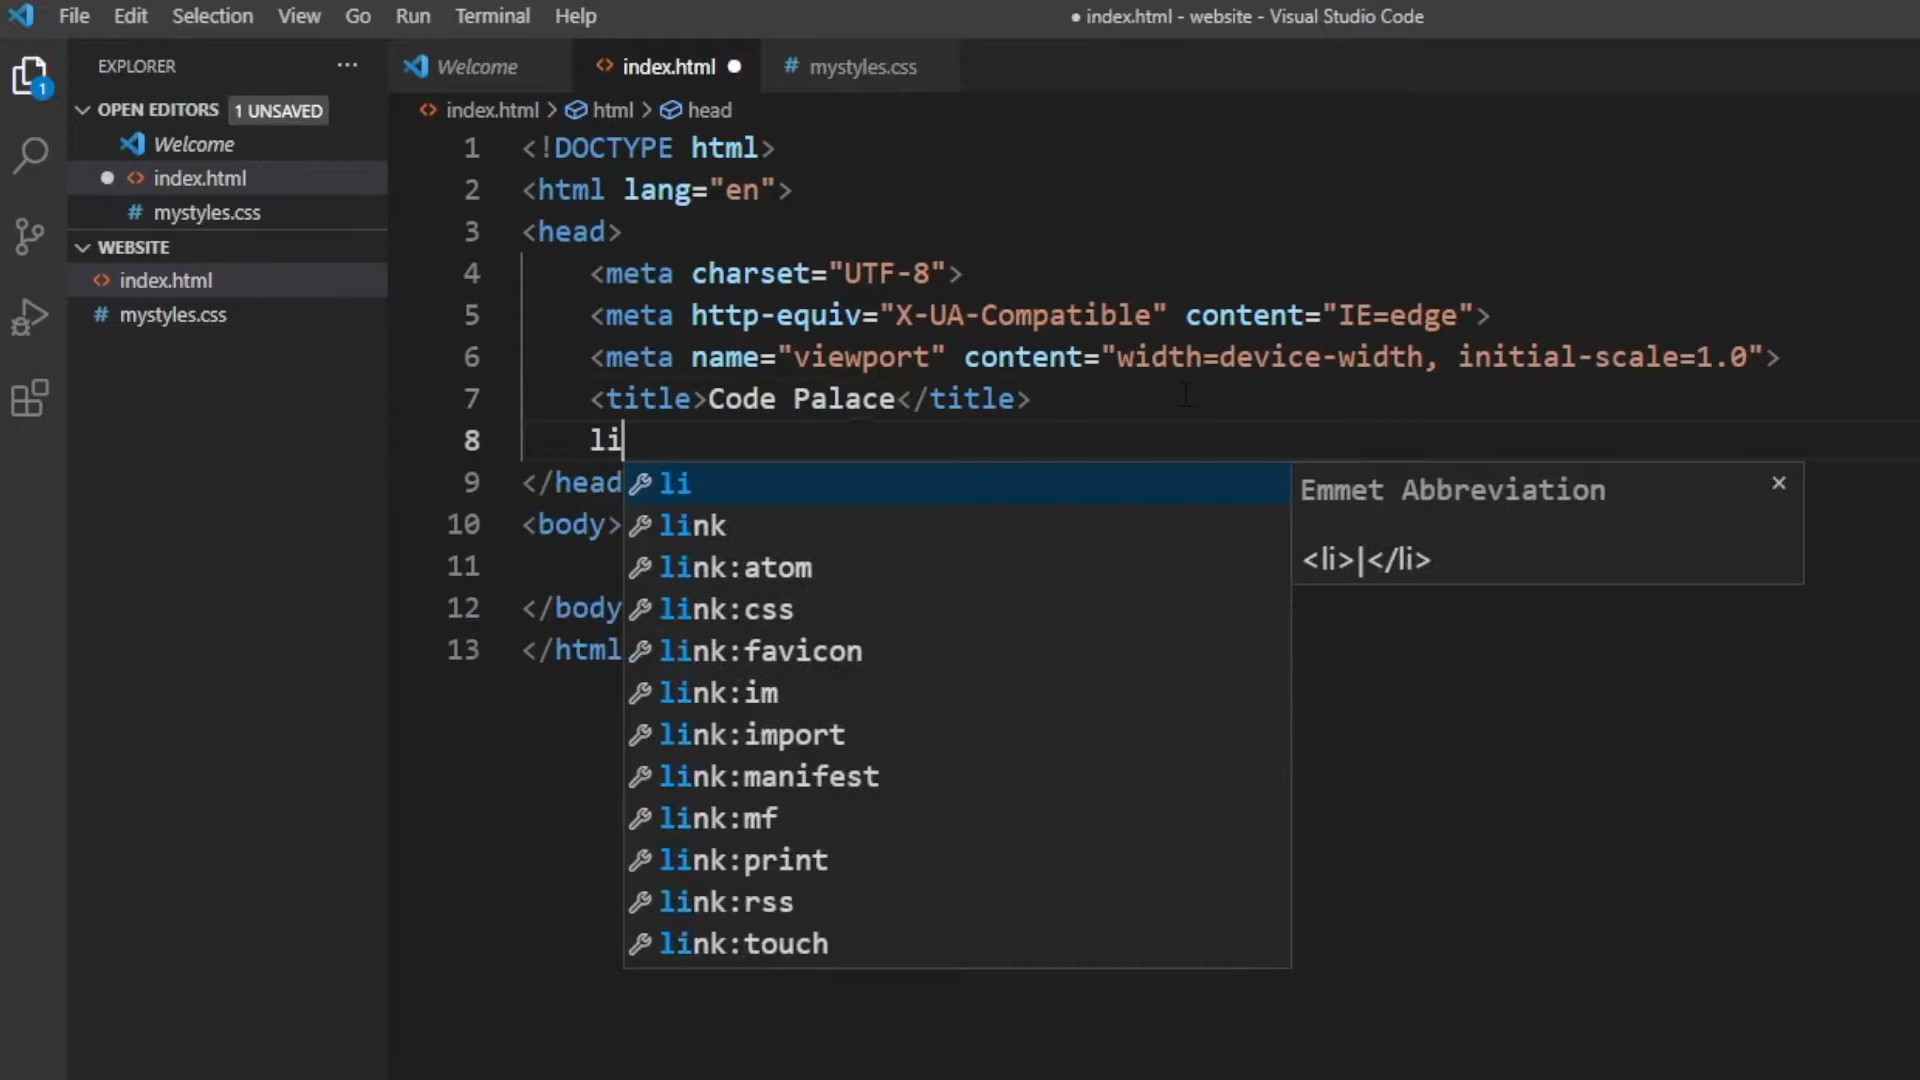 File Edit Selection View Go Run Terminal Help
● index.html - website - Visual Studio Code
EXPLORER ···
1
OPEN EDITORS 1 UNSAVED
Welcome
index.html
# mystyles.css
WEBSITE
index.html
# mystyles.css
Welcome
index.html
# mystyles.css
index.html > html > head
1 <!DOCTYPE html>
2 <html lang="en">
3 <head>
4 <meta charset="UTF-8">
5 <meta http-equiv="X-UA-Compatible" content="IE=edge">
6 <meta name="viewport" content="width=device-width, initial-scale=1.0">
7 <title>Code Palace</title>
8 li
9 </head
10 <body>
11
12 </body
13 </html
li
link
link:atom
link:css
link:favicon
link:im
link:import
link:manifest
link:mf
link:print
link:rss
link:touch
Emmet Abbreviation
<li>|</li>